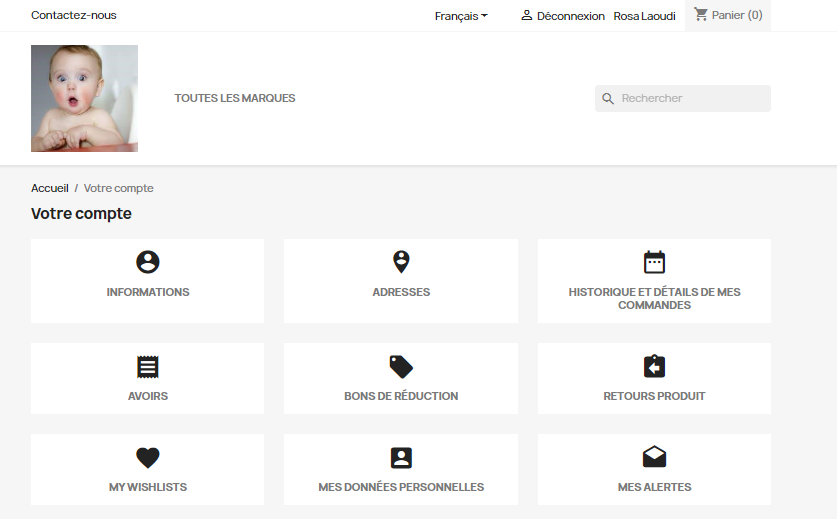 Contactez-nous
Français
Déconnexion
Rosa Laoudi
Panier (0)
TOUTES LES MARQUES
Rechercher
Accueil / Votre compte
Votre compte
INFORMATIONS
ADRESSES
HISTORIQUE ET DÉTAILS DE MES
COMMANDES
AVOIRS
BONS DE RÉDUCTION
RETOURS PRODUIT
MY WISHLISTS
MES DONNÉES PERSONNELLES
MES ALERTES